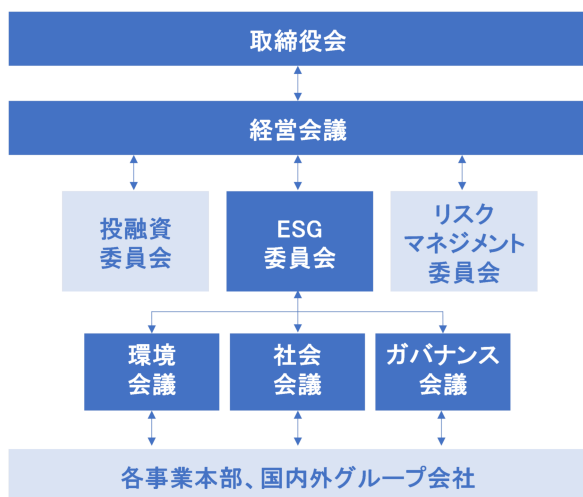 取締役会
経営会議
投融資
委員会
ESG
委員会
リスク
マネジメント
委員会
環境
会議
社会
会議
ガバナンス
会議
各事業本部、国内外グループ会社